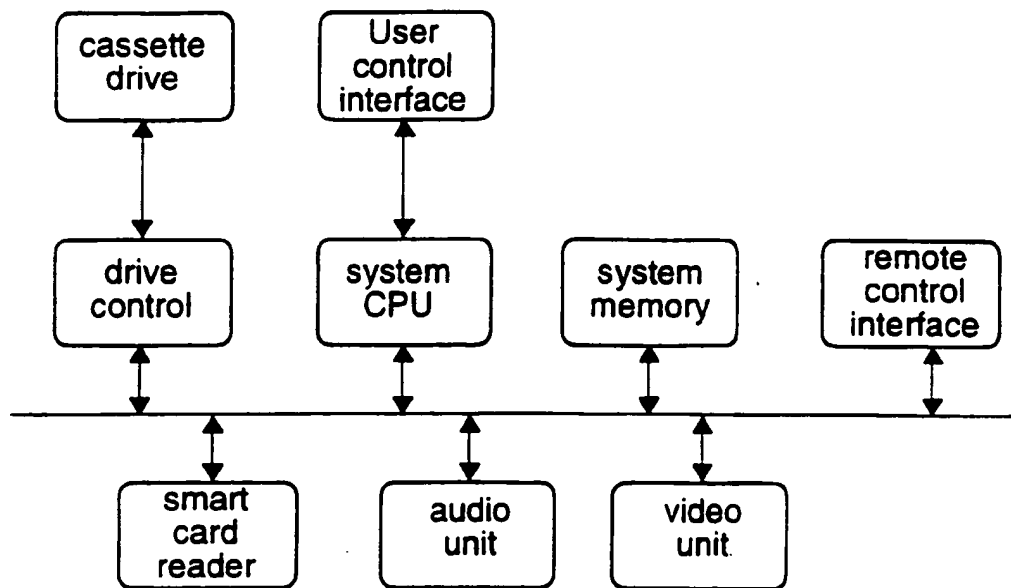 cassette
drive
User
control
interface
drive
control
system
CPU
system
memory
remote
control
interface
smart
card
reader
audio
unit
video
unit